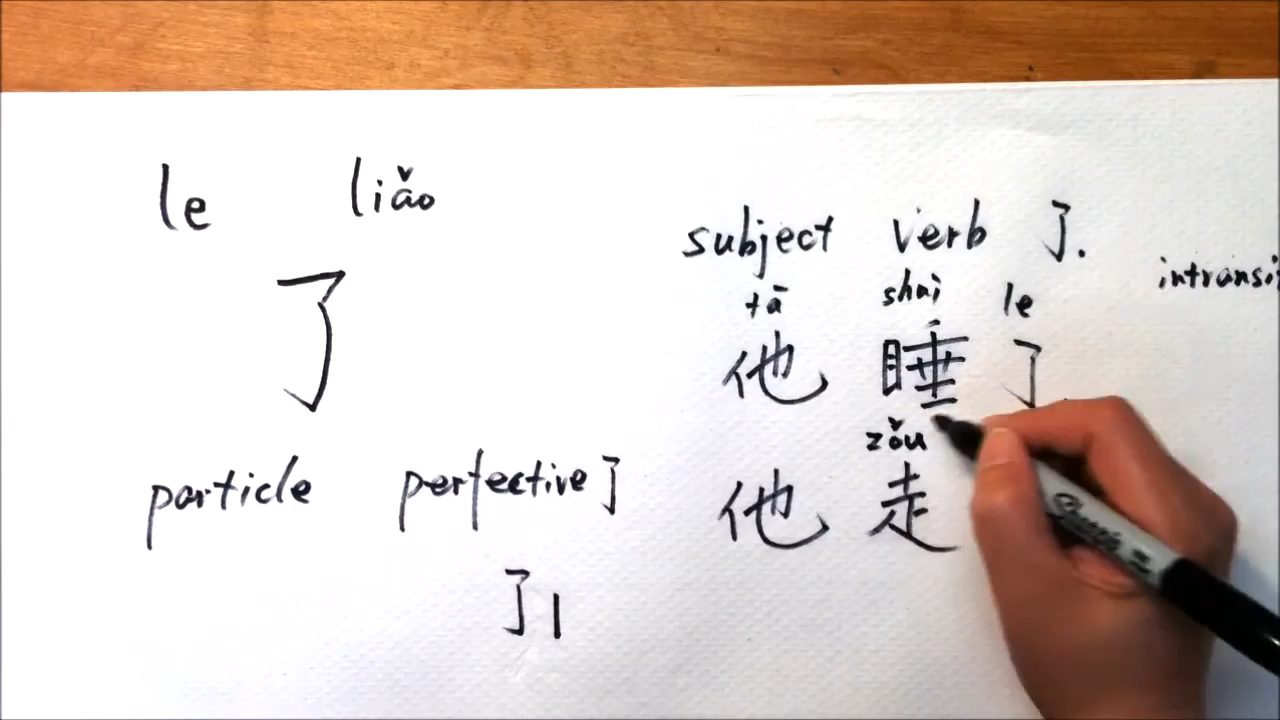 le liǎo
了
particle perfective 了
了1
subject verb 了.
intransi
tā shuì le
他 睡 了
zǒu
他 走